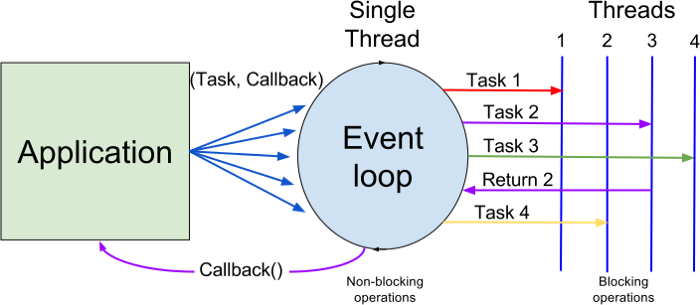 Single
Thread
Threads
1 2 3 4
(Task, Callback)
Task 1
Task 2
Application
Event
loop
Task 3
Return 2
Task 4
Callback()
Non-blocking
operations
Blocking
operations